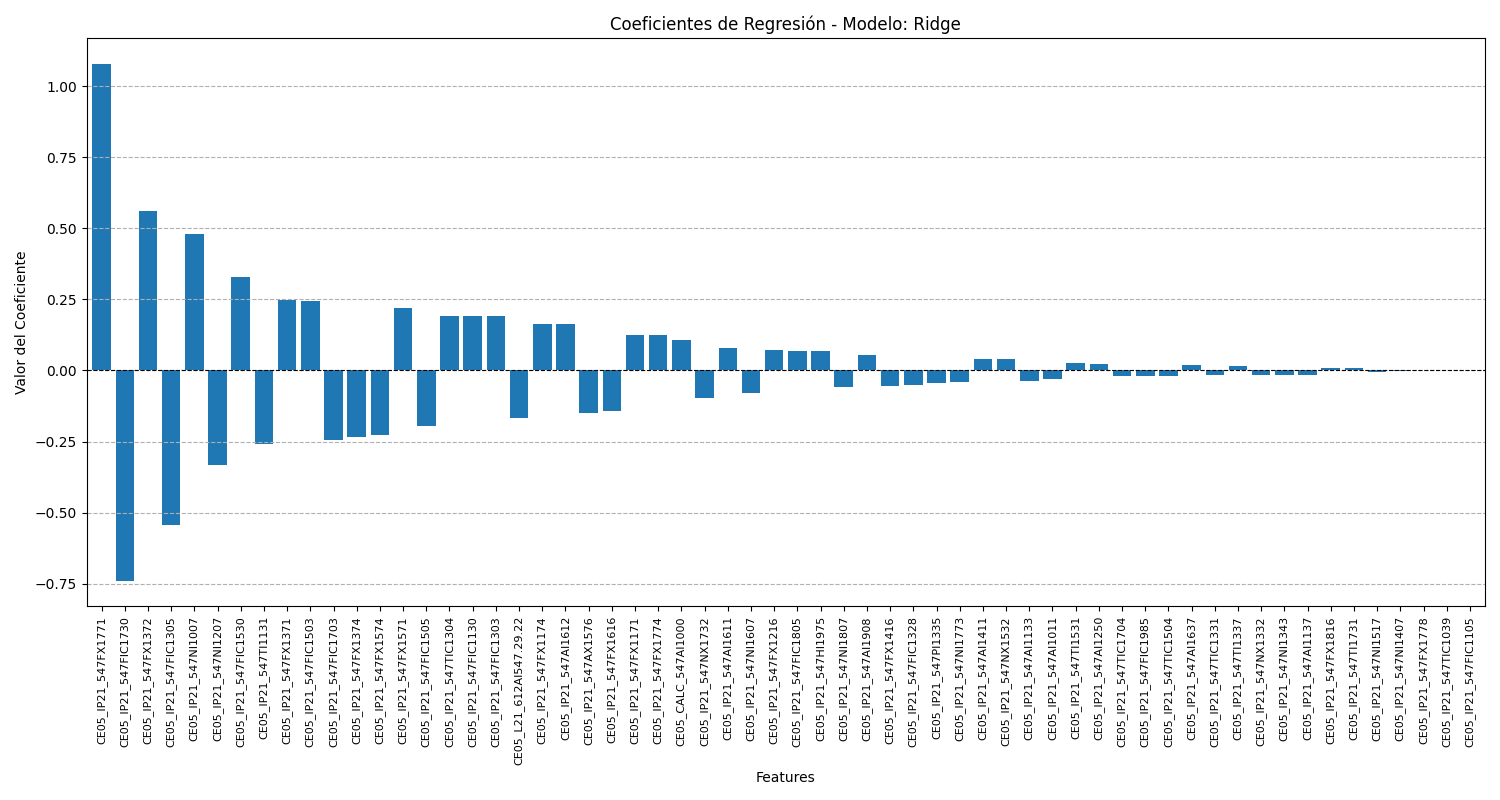 Coeficientes de Regresión - Modelo: Ridge
Valor del Coeficiente
1.00
0.75
0.50
0.25
0.00
−0.25
−0.50
−0.75
CE05_IP21_547FX1771
CE05_IP21_547FIC1730
CE05_IP21_547FX1372
CE05_IP21_547FIC1305
CE05_IP21_547NI1007
CE05_IP21_547NI1207
CE05_IP21_547FIC1530
CE05_IP21_547TI1131
CE05_IP21_547FX1371
CE05_IP21_547FIC1503
CE05_IP21_547FIC1703
CE05_IP21_547FX1374
CE05_IP21_547FX1574
CE05_IP21_547FX1571
CE05_IP21_547FIC1505
CE05_IP21_547TIC1304
CE05_IP21_547FIC1130
CE05_IP21_547FIC1303
CE05_L21_612AI547.29.22
CE05_IP21_547FX1174
CE05_IP21_547AI1612
CE05_IP21_547AX1576
CE05_IP21_547FX1616
CE05_IP21_547FX1171
CE05_IP21_547FX1774
CE05_CALC_547AI1000
CE05_IP21_547NX1732
CE05_IP21_547AI1611
CE05_IP21_547NI1607
CE05_IP21_547FX1216
CE05_IP21_547FIC1805
CE05_IP21_547HI1975
CE05_IP21_547NI1807
CE05_IP21_547AI1908
CE05_IP21_547FX1416
CE05_IP21_547FIC1328
CE05_IP21_547PI1335
CE05_IP21_547NI1773
CE05_IP21_547AI1411
CE05_IP21_547NX1532
CE05_IP21_547AI1133
CE05_IP21_547AI1011
CE05_IP21_547TI1531
CE05_IP21_547AI1250
CE05_IP21_547TIC1704
CE05_IP21_547FIC1985
CE05_IP21_547TIC1504
CE05_IP21_547AI1637
CE05_IP21_547TIC1331
CE05_IP21_547TI1337
CE05_IP21_547NX1332
CE05_IP21_547NI1343
CE05_IP21_547AI1137
CE05_IP21_547FX1816
CE05_IP21_547TI1731
CE05_IP21_547NI1517
CE05_IP21_547NI1407
CE05_IP21_547FX1778
CE05_IP21_547TIC1039
CE05_IP21_547FIC1105
Features